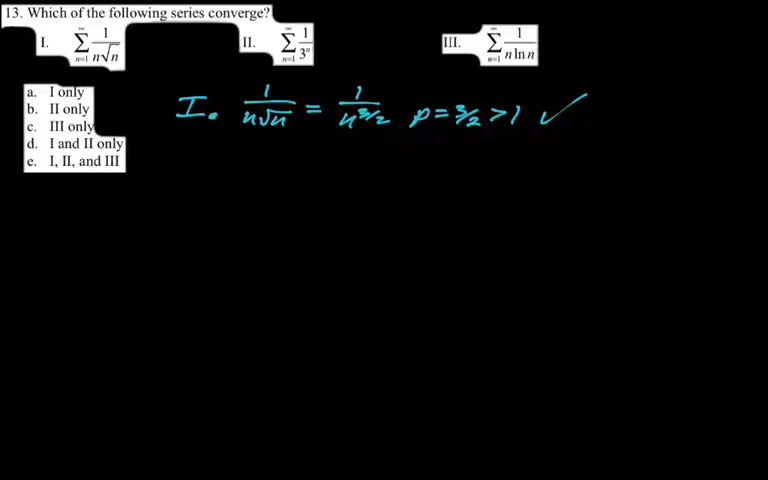 13. Which of the following series converge?
I. ∞ ∑ n=1 1/(n√n) II. ∞ ∑ n=1 1/3ⁿ III. ∞ ∑ n=1 1/(n ln n)
a. I only
b. II only
c. III only
d. I and II only
e. I, II, and III
I. 1/(n√n) = 1/n^(3/2) p = 3/2 > 1 ✓